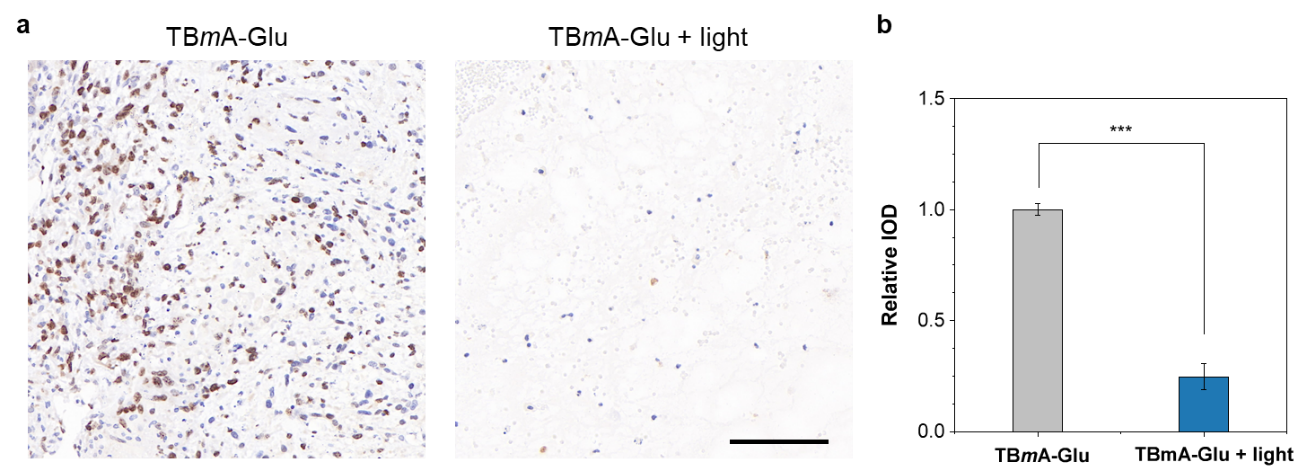 a
TBmA-Glu
TBmA-Glu + light
b
1.5
1.0
0.5
0.0
Relative IOD
***
TBmA-Glu
TBmA-Glu + light